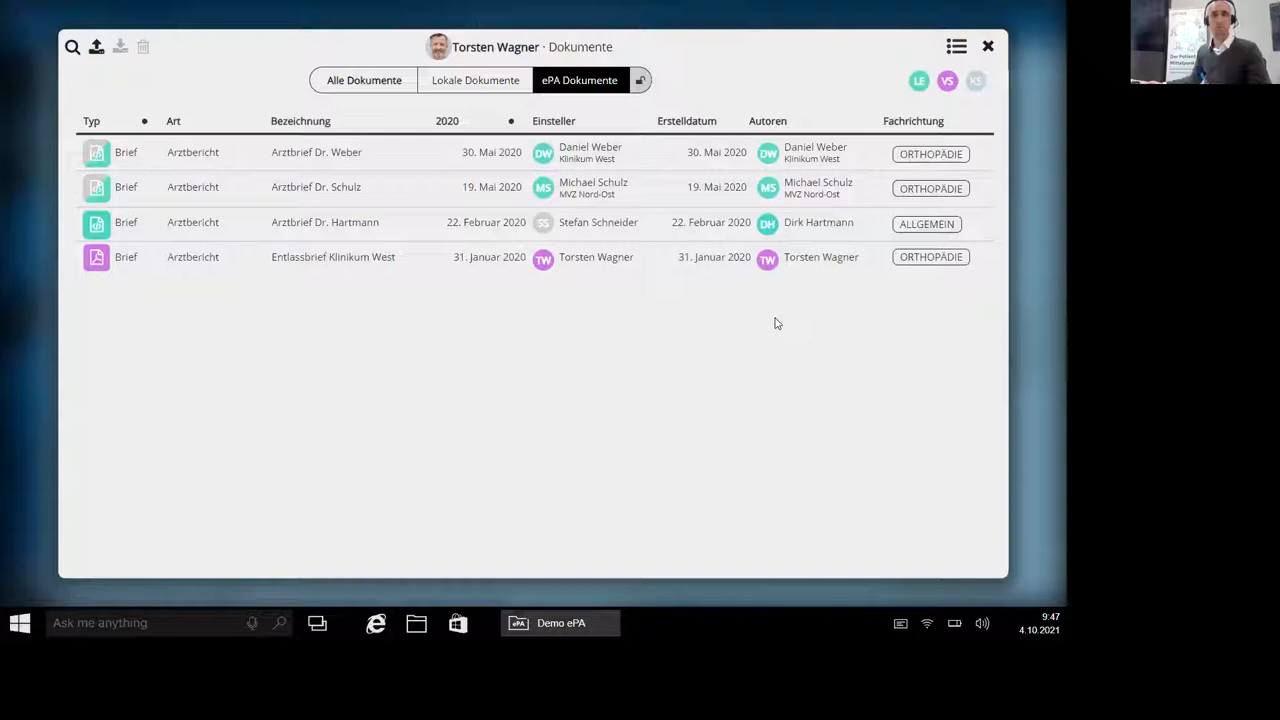 Torsten Wagner · Dokumente
Alle Dokumente Lokale Dokumente ePA Dokumente
LE VS KS
Typ Art Bezeichnung 2020 Einsteller Erstelldatum Autoren Fachrichtung
Brief Arztbericht Arztbrief Dr. Weber 30. Mai 2020 DW Daniel Weber 30. Mai 2020 DW Daniel Weber ORTHOPÄDIE
Klinikum West Klinikum West
Brief Arztbericht Arztbrief Dr. Schulz 19. Mai 2020 MS Michael Schulz 19. Mai 2020 MS Michael Schulz ORTHOPÄDIE
MVZ Nord-Ost MVZ Nord-Ost
Brief Arztbericht Arztbrief Dr. Hartmann 22. Februar 2020 SS Stefan Schneider 22. Februar 2020 DH Dirk Hartmann ALLGEMEIN
Brief Arztbericht Entlassbrief Klinikum West 31. Januar 2020 TW Torsten Wagner 31. Januar 2020 TW Torsten Wagner ORTHOPÄDIE
Der Patient
Mittelpunkt
Ask me anything
ePA Demo ePA
9:47
4.10.2021